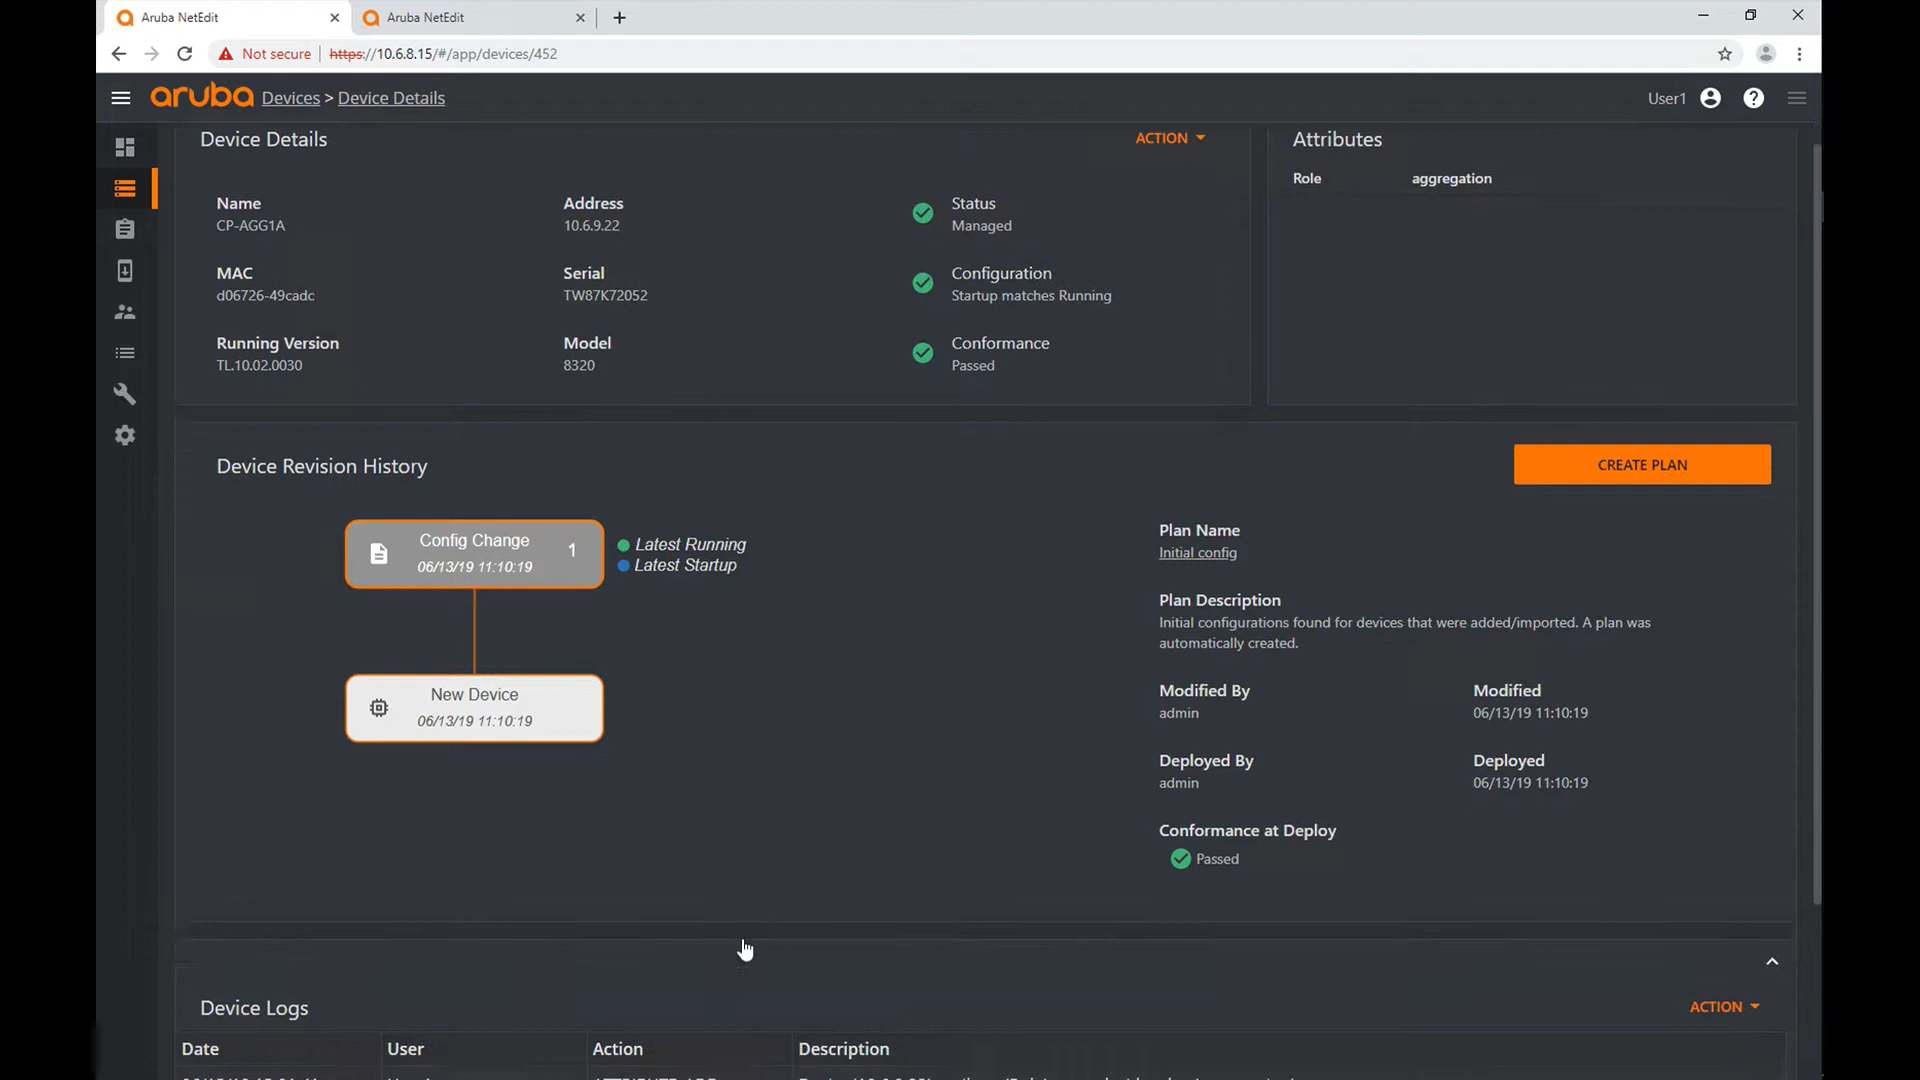 Aruba NetEdit
Aruba NetEdit
Not secure
https://10.6.8.15/#/app/devices/452
aruba Devices > Device Details
User1
Device Details
ACTION
Attributes
Role aggregation
Name
CP-AGG1A
Address
10.6.9.22
Status
Managed
MAC
d06726-49cadc
Serial
TW87K72052
Configuration
Startup matches Running
Running Version
TL.10.02.0030
Model
8320
Conformance
Passed
Device Revision History
CREATE PLAN
Config Change 1
06/13/19 11:10:19
Latest Running
Latest Startup
New Device
06/13/19 11:10:19
Plan Name
Initial config
Plan Description
Initial configurations found for devices that were added/imported. A plan was
automatically created.
Modified By
admin
Modified
06/13/19 11:10:19
Deployed By
admin
Deployed
06/13/19 11:10:19
Conformance at Deploy
Passed
Device Logs
ACTION
Date User Action Description